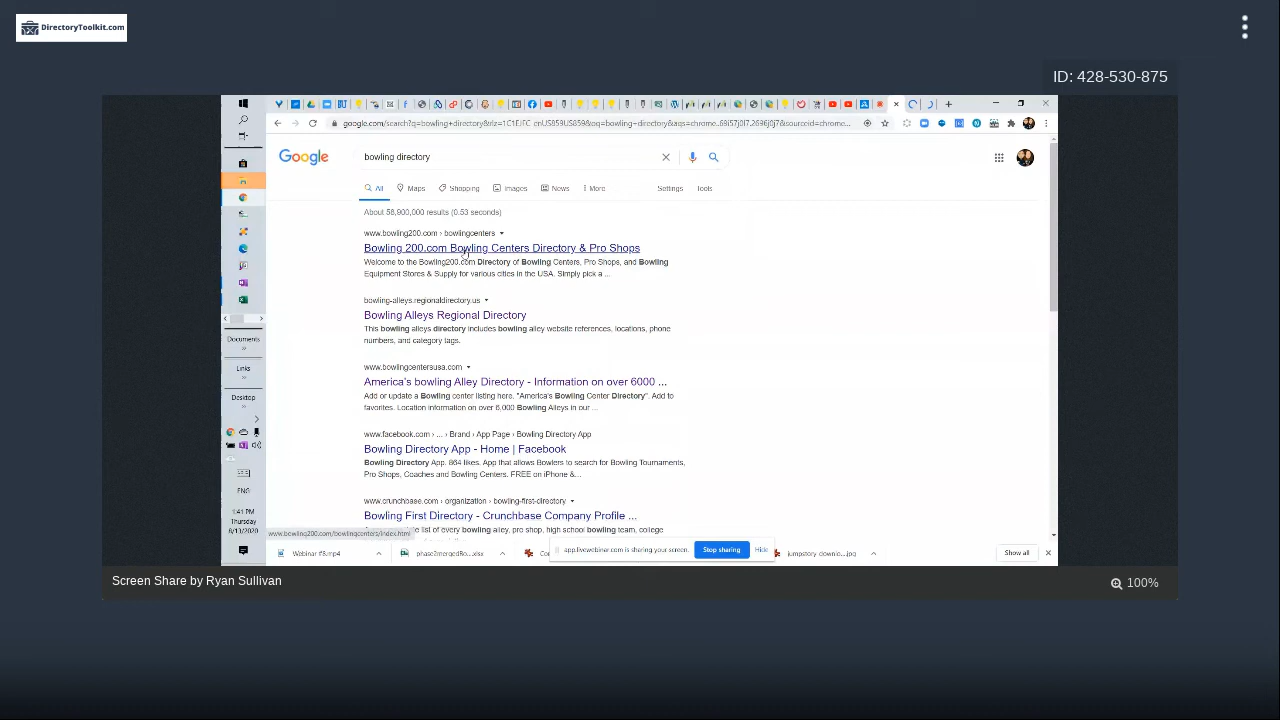 DirectoryToolkit.com
ID: 428-530-875
Google
bowling directory
All Maps Shopping Images News More Settings Tools
About 58,900,000 results (0.53 seconds)
www.bowling200.com › bowlingcenters
Bowling 200.com Bowling Centers Directory & Pro Shops
Welcome to the Bowling200.com Directory of Bowling Centers, Pro Shops, and Bowling
Equipment Stores & Supply for various cities in the USA. Simply pick a ...
bowling-alleys.regionaldirectory.us
Bowling Alleys Regional Directory
This bowling alleys directory includes bowling alley website references, locations, phone
numbers, and category tags.
www.bowlingcentersusa.com
America's bowling Alley Directory - Information on over 6000 ...
Add or update a Bowling center listing here. "America's Bowling Center Directory". Add to
favorites. Location information on over 6,000 Bowling Alleys in our ...
www.facebook.com › ... › Brand › App Page › Bowling Directory App
Bowling Directory App - Home | Facebook
Bowling Directory App. 864 likes. App that allows Bowlers to search for Bowling Tournaments,
Pro Shops, Coaches and Bowling Centers. FREE on iPhone &...
www.crunchbase.com › organization › bowling-first-directory
Bowling First Directory - Crunchbase Company Profile ...
list of every bowling alley, pro shop, high school bowling team, college
www.bowling200.com/bowlingcenters/index.html
Documents
Links
Desktop
ENG
1:41 PM
Thursday
8/13/2020
app.livewebinar.com is sharing your screen. Stop sharing Hide
Show all
Screen Share by Ryan Sullivan
100%